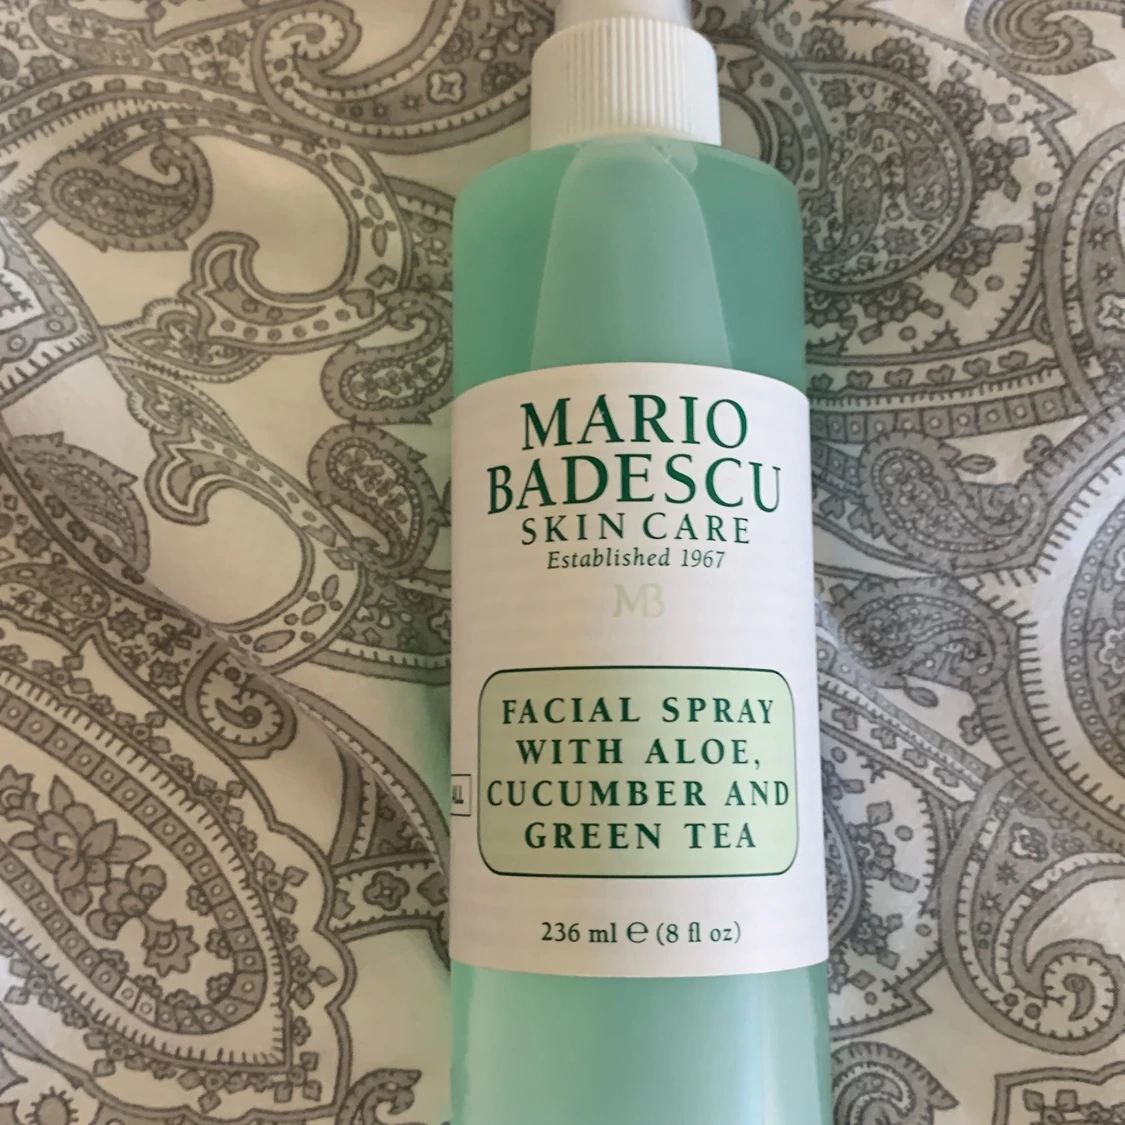 MARIO
BADESCU
SKIN CARE
Established 1967
MB
FACIAL SPRAY
WITH ALOE,
CUCUMBER AND
GREEN TEA
236 ml ℮ (8 fl oz)